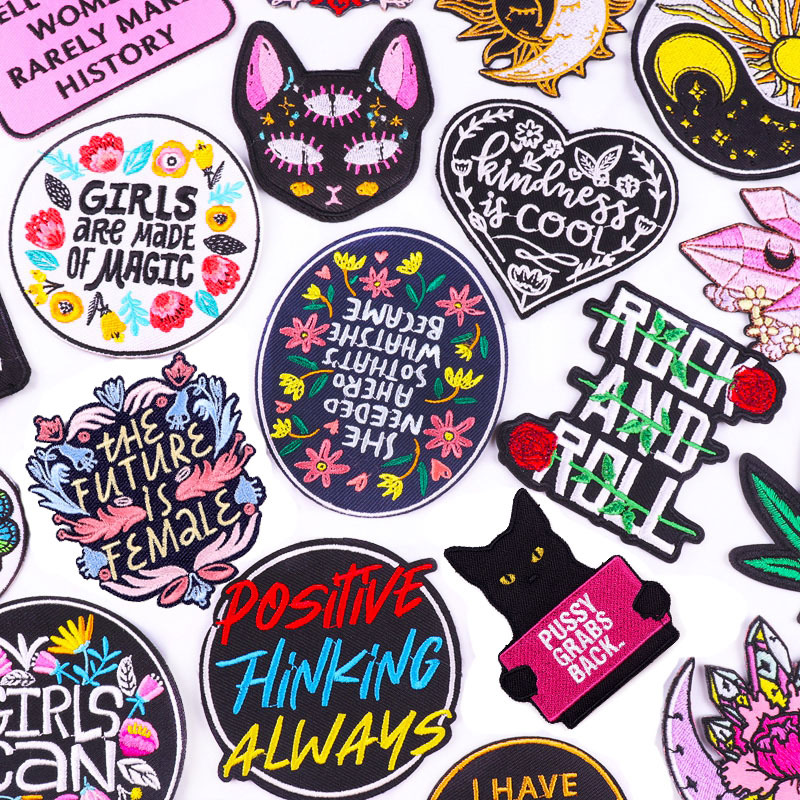 WOMEN
RARELY MAKE
HISTORY
GIRLS
are MADE
OF MAGIC
kindness
is COOL
SHE
NEEDED
A HERO
SO THAT'S
WHAT SHE
BECAME
ROCK
AND
ROLL
the
FUTURE
is
FEMALE
POSITIVE
THiNKING
ALWAYS
PUSSY
GRABS
BACK.
GIRLS
CAN
I HAVE